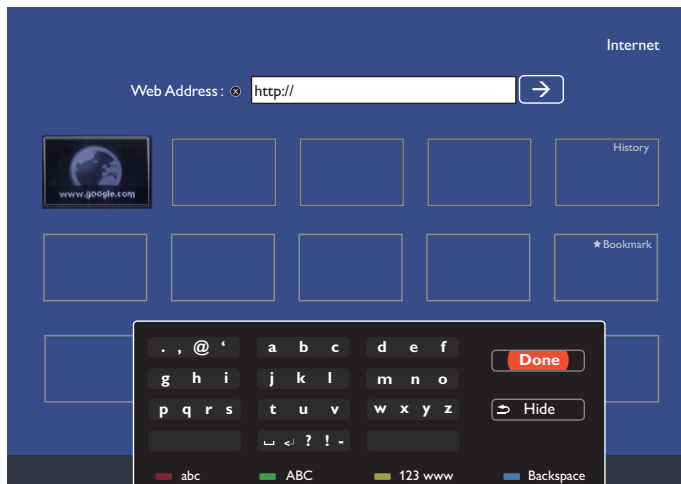 Internet
Web Address : ⓧ http:// →
www.google.com
History
★ Bookmark
. , @ ‘ a b c d e f
Done
g h i j k l m n o
p q r s t u v w x y z
Hide
␣ ↲ ? ! -
abc ABC 123 www Backspace